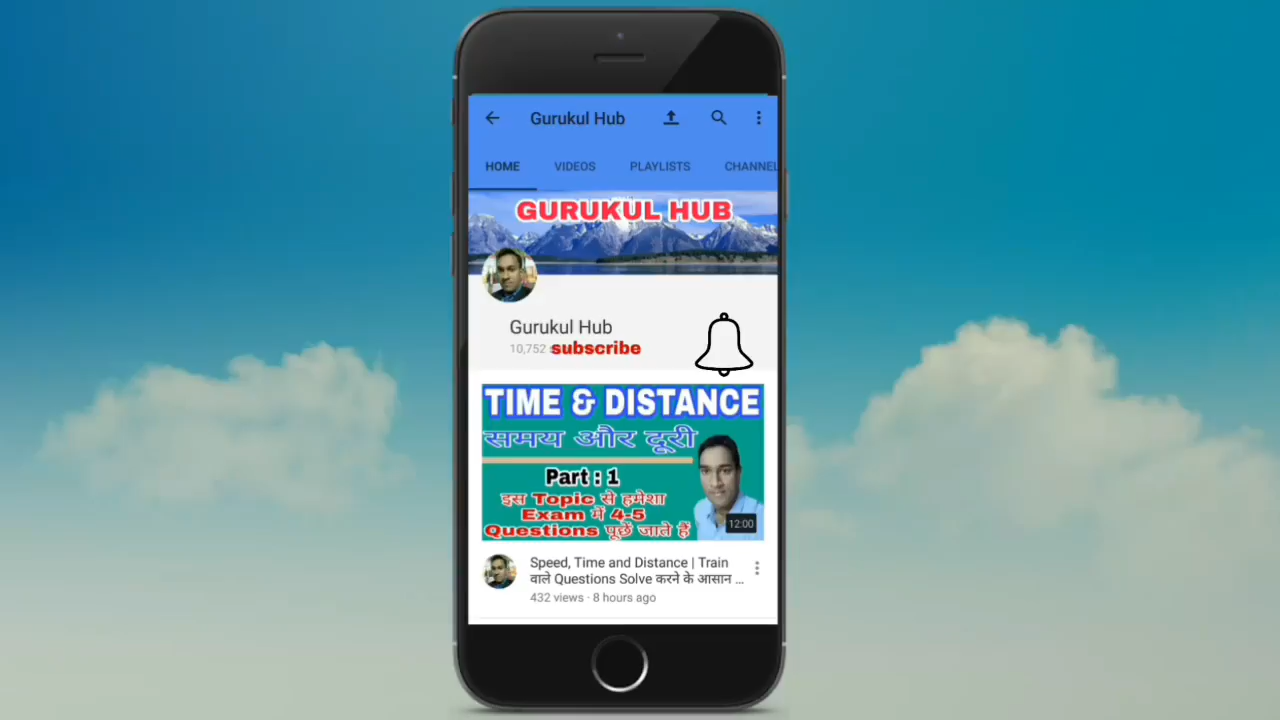 Gurukul Hub
HOME VIDEOS PLAYLISTS CHANNEL
GURUKUL HUB
Gurukul Hub
10,752 subscribe
TIME & DISTANCE
समय और दूरी
Part : 1
इस Topic से हमेशा
Exam में 4-5
Questions पूछें जाते हैं
12:00
Speed, Time and Distance | Train
वाले Questions Solve करने के आसान ...
432 views · 8 hours ago